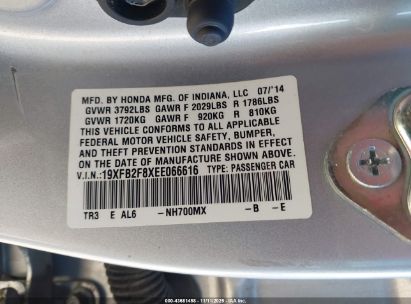 MFD. BY HONDA MFG. OF INDIANA, LLC 07/'14
GVWR 3792LBS GAWR F 2029LBS R 1786LBS
GVWR 1720KG GAWR F 920KG R 810KG
THIS VEHICLE CONFORMS TO ALL APPLICABLE
FEDERAL MOTOR VEHICLE SAFETY, BUMPER,
AND THEFT PREVENTION STANDARDS IN EFFECT
ON THE DATE OF MANUFACTURE SHOWN ABOVE.
V.I.N.:19XFB2F8XEE066616 TYPE: PASSENGER CAR
TR3 E AL6 -NH700MX -B -E